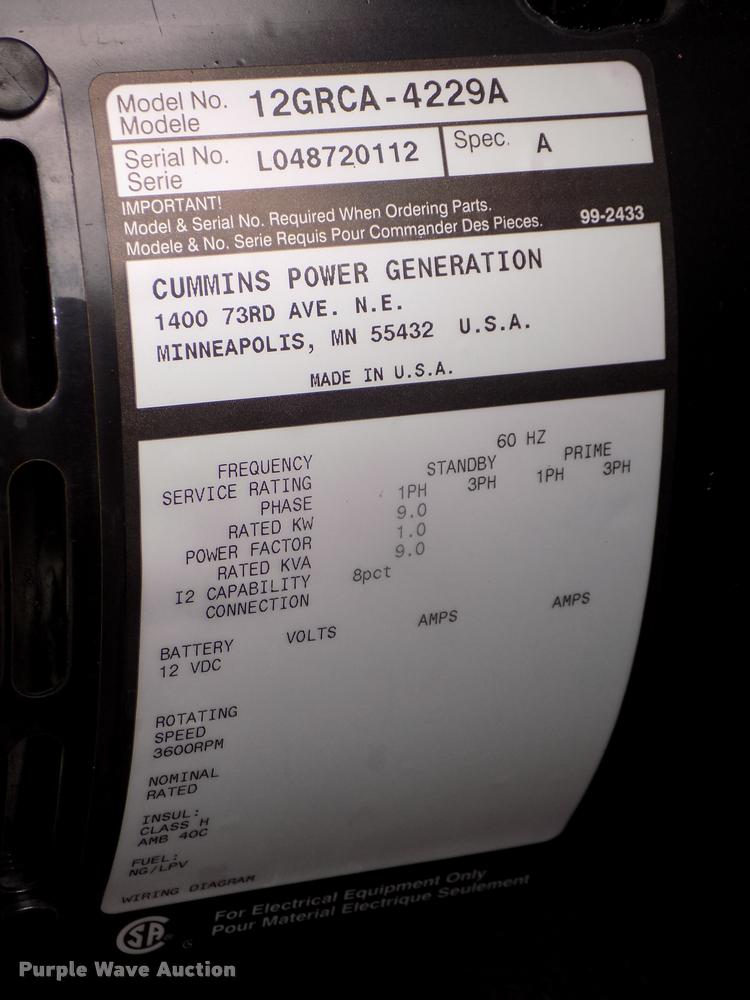 Model No. 12GRCA-4229A
Modele
Serial No. L048720112 Spec. A
Serie
IMPORTANT!
Model & Serial No. Required When Ordering Parts.
Modele & No. Serie Requis Pour Commander Des Pieces. 99-2433
CUMMINS POWER GENERATION
1400 73RD AVE. N.E.
MINNEAPOLIS, MN 55432 U.S.A.
MADE IN U.S.A.
FREQUENCY 60 HZ
SERVICE RATING STANDBY PRIME
PHASE 1PH 3PH 1PH 3PH
RATED KW 9.0
POWER FACTOR 1.0
RATED KVA 9.0
I2 CAPABILITY 8pct
CONNECTION
BATTERY VOLTS AMPS AMPS
12 VDC
ROTATING
SPEED
3600RPM
NOMINAL
RATED
INSUL:
CLASS H
AMB 40C
FUEL:
NG/LPV
WIRING DIAGRAM
SA For Electrical Equipment Only
Pour Material Electrique Seulement
Purple Wave Auction